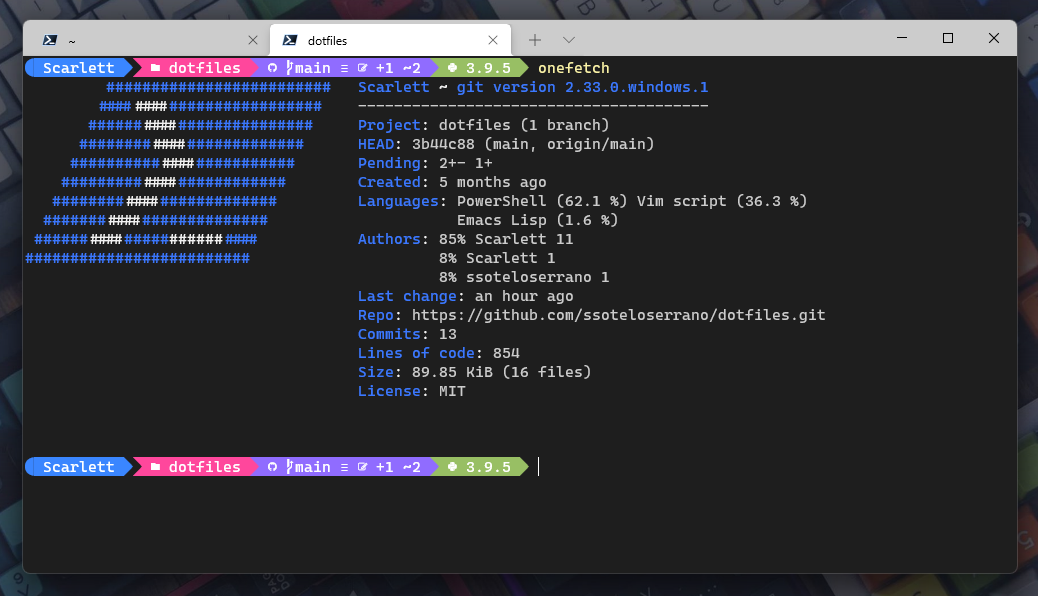 ~ dotfiles
Scarlett dotfiles main ≡ +1 ~2 3.9.5 onefetch
######################### Scarlett ~ git version 2.33.0.windows.1
#### #### ################# ---------------------------------------
###### #### ############### Project: dotfiles (1 branch)
######## #### ############# HEAD: 3b44c88 (main, origin/main)
########## #### ########### Pending: 2+- 1+
######### #### ############ Created: 5 months ago
######## #### ############# Languages: PowerShell (62.1 %) Vim script (36.3 %)
####### #### ############## Emacs Lisp (1.6 %)
###### #### ##### ###### #### Authors: 85% Scarlett 11
######################### 8% Scarlett 1
8% ssoteloserrano 1
Last change: an hour ago
Repo: https://github.com/ssoteloserrano/dotfiles.git
Commits: 13
Lines of code: 854
Size: 89.85 KiB (16 files)
License: MIT
Scarlett dotfiles main ≡ +1 ~2 3.9.5